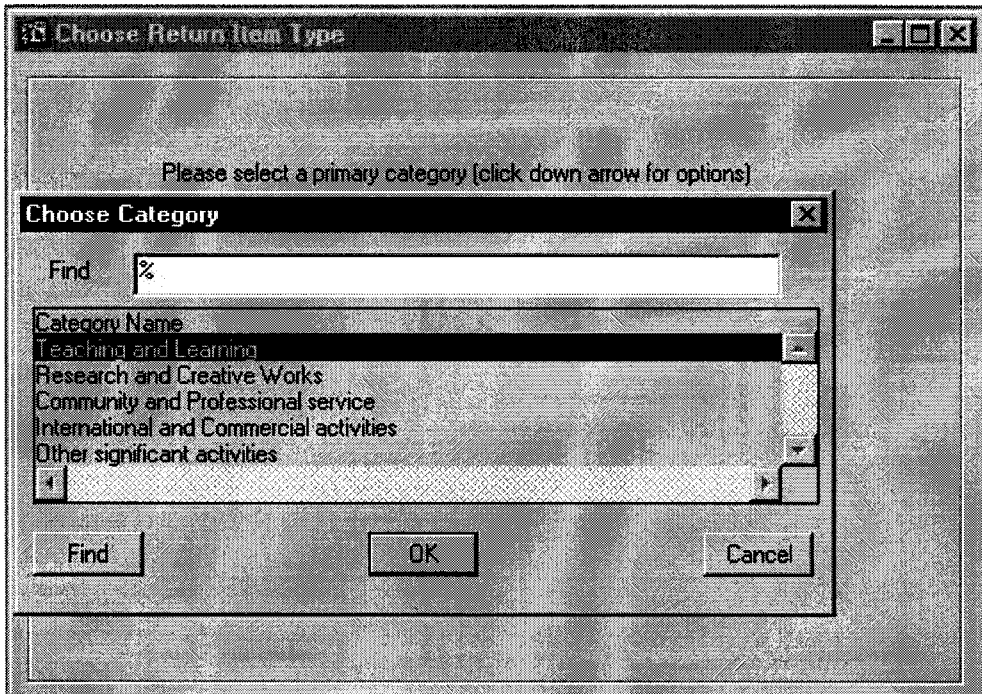 Choose Return Item Type
Please select a primary category (click down arrow for options)
Choose Category
Find %
Category Name
Teaching and Learning
Research and Creative Works
Community and Professional service
International and Commercial activities
Other significant activities
Find OK Cancel